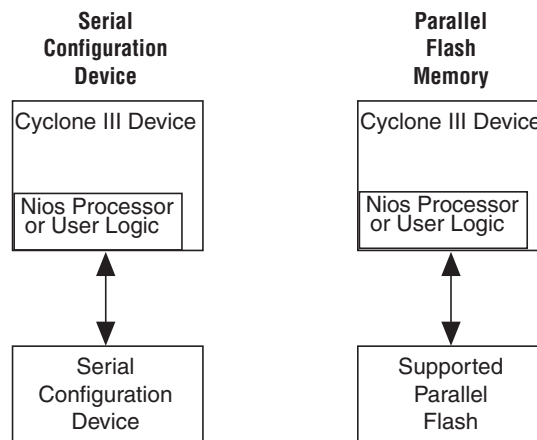 Serial
Configuration
Device
Cyclone III Device
Nios Processor
or User Logic
Serial
Configuration
Device
Parallel
Flash
Memory
Cyclone III Device
Nios Processor
or User Logic
Supported
Parallel
Flash